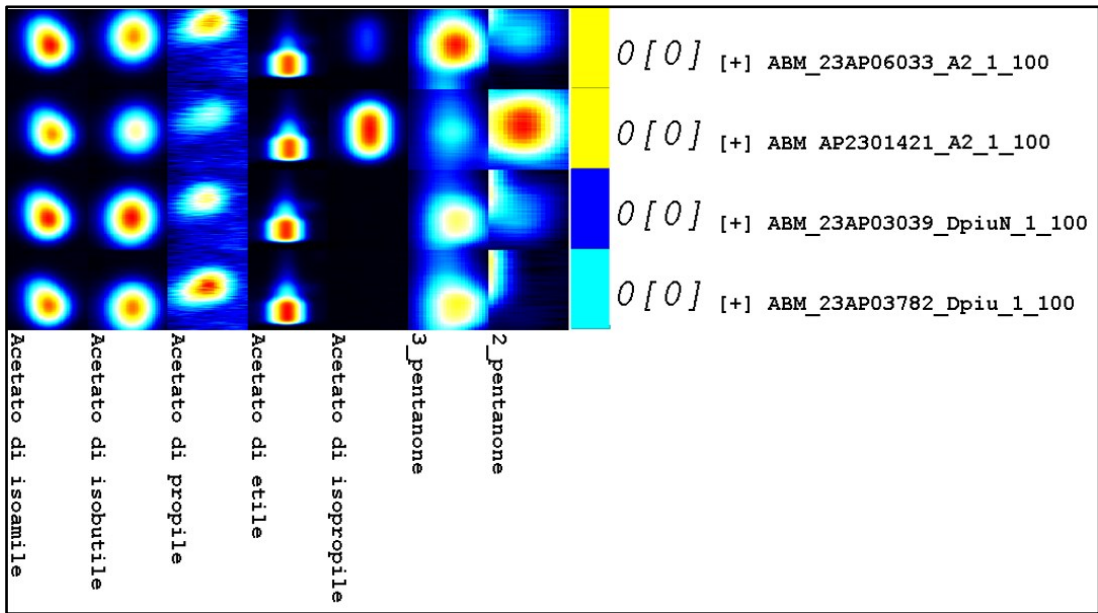 0[0] [+] ABM_23AP06033_A2_1_100
0[0] [+] ABM AP2301421_A2_1_100
0[0] [+] ABM_23AP03039_DpiuN_1_100
0[0] [+] ABM_23AP03782_Dpiu_1_100
Acetato di isoamile
Acetato di isobutile
Acetato di propile
Acetato di etile
Acetato di isopropile
3_pentanone
2_pentanone